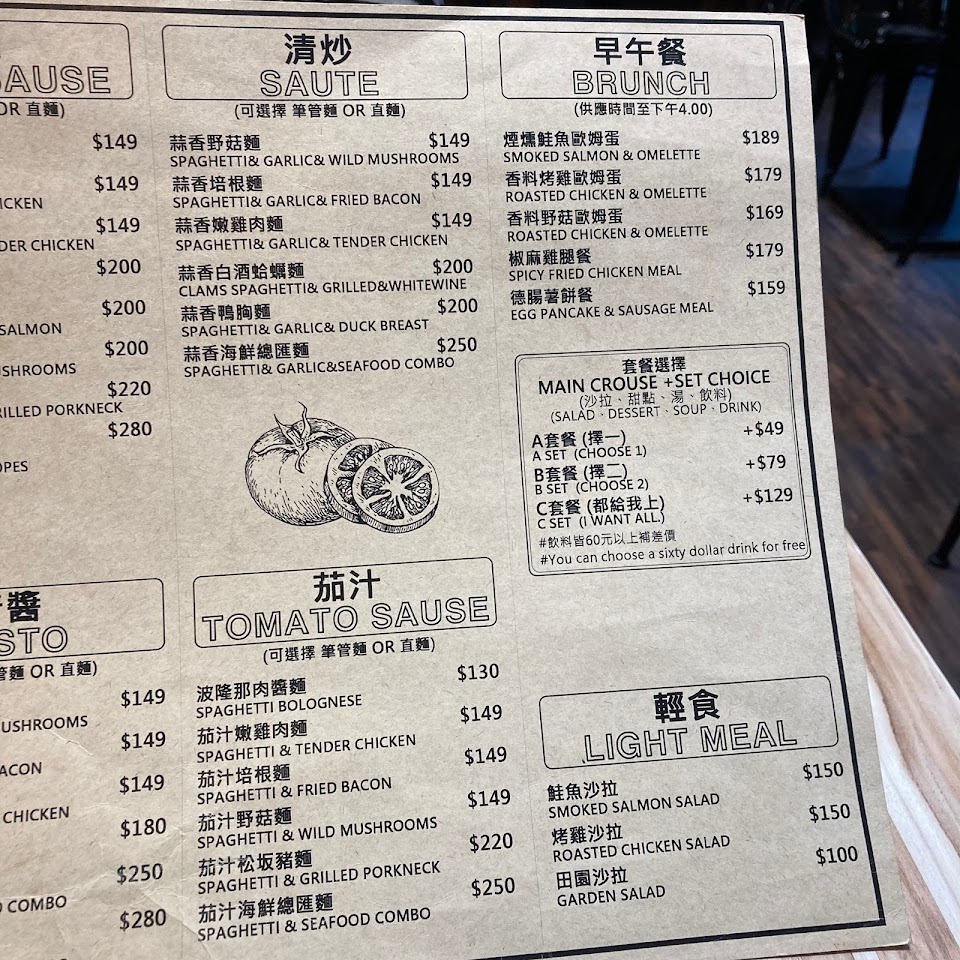 SAUSE
OR 直麵)
$149
$149
ICKEN
$149
DER CHICKEN
$200
$200
SALMON
$200
USHROOMS
$220
RILLED PORKNECK
$280
OPES
醬
STO
管麵 OR 直麵)
$149
MUSHROOMS
$149
ACON
$149
CHICKEN
$180
$250
COMBO
$280
清炒
SAUTE
(可選擇 筆管麵 OR 直麵)
蒜香野菇麵 $149
SPAGHETTI& GARLIC& WILD MUSHROOMS
蒜香培根麵 $149
SPAGHETTI& GARLIC& FRIED BACON
蒜香嫩雞肉麵 $149
SPAGHETTI& GARLIC& TENDER CHICKEN
蒜香白酒蛤蠣麵 $200
CLAMS SPAGHETTI& GRILLED&WHITEWINE
蒜香鴨胸麵 $200
SPAGHETTI& GARLIC& DUCK BREAST
蒜香海鮮總匯麵 $250
SPAGHETTI& GARLIC&SEAFOOD COMBO
茄汁
TOMATO SAUSE
(可選擇 筆管麵 OR 直麵)
波隆那肉醬麵 $130
SPAGHETTI BOLOGNESE
茄汁嫩雞肉麵 $149
SPAGHETTI & TENDER CHICKEN
茄汁培根麵 $149
SPAGHETTI & FRIED BACON
茄汁野菇麵 $149
SPAGHETTI & WILD MUSHROOMS
茄汁松坂豬麵 $220
SPAGHETTI & GRILLED PORKNECK
茄汁海鮮總匯麵 $250
SPAGHETTI & SEAFOOD COMBO
早午餐
BRUNCH
(供應時間至下午4.00)
煙燻鮭魚歐姆蛋 $189
SMOKED SALMON & OMELETTE
香料烤雞歐姆蛋 $179
ROASTED CHICKEN & OMELETTE
香料野菇歐姆蛋 $169
ROASTED CHICKEN & OMELETTE
椒麻雞腿餐 $179
SPICY FRIED CHICKEN MEAL
德腸薯餅餐 $159
EGG PANCAKE & SAUSAGE MEAL
套餐選擇
MAIN CROUSE +SET CHOICE
(沙拉、甜點、湯、飲料)
(SALAD、DESSERT、SOUP、DRINK)
A套餐 (擇一) +$49
A SET (CHOOSE 1)
B套餐 (擇二) +$79
B SET (CHOOSE 2)
C套餐 (都給我上) +$129
C SET (I WANT ALL.)
#飲料皆60元以上補差價
#You can choose a sixty dollar drink for free
輕食
LIGHT MEAL
鮭魚沙拉 $150
SMOKED SALMON SALAD
烤雞沙拉 $150
ROASTED CHICKEN SALAD
田園沙拉 $100
GARDEN SALAD